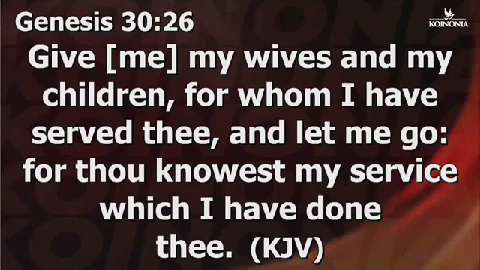 Genesis 30:26
KOINONIA
Give [me] my wives and my
children, for whom I have
served thee, and let me go:
for thou knowest my service
which I have done
thee. (KJV)